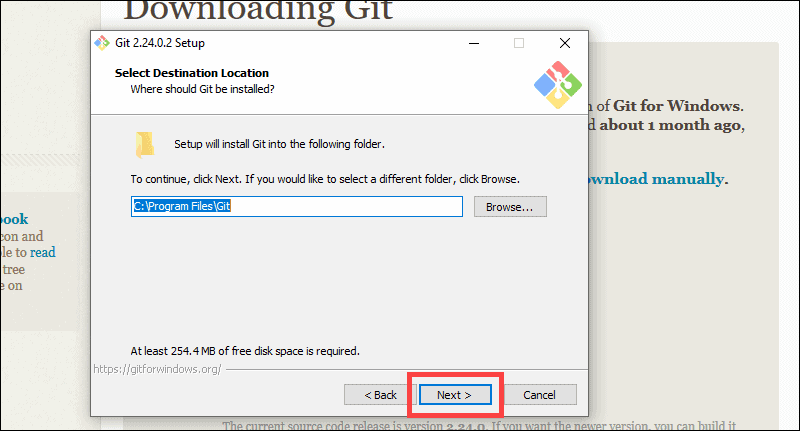 Downloading Git
Git 2.24.0.2 Setup
Select Destination Location
Where should Git be installed?
n of Git for Windows.
d about 1 month ago,
Setup will install Git into the following folder.
To continue, click Next. If you would like to select a different folder, click Browse.
ownload manually.
C:\Program Files\Git
Browse...
ook
con and
le to read
tree
e on
At least 254.4 MB of free disk space is required.
https://gitforwindows.org/
< Back
Next >
Cancel
The current source code release is version 2.24.0. If you want the newer version, you can build it